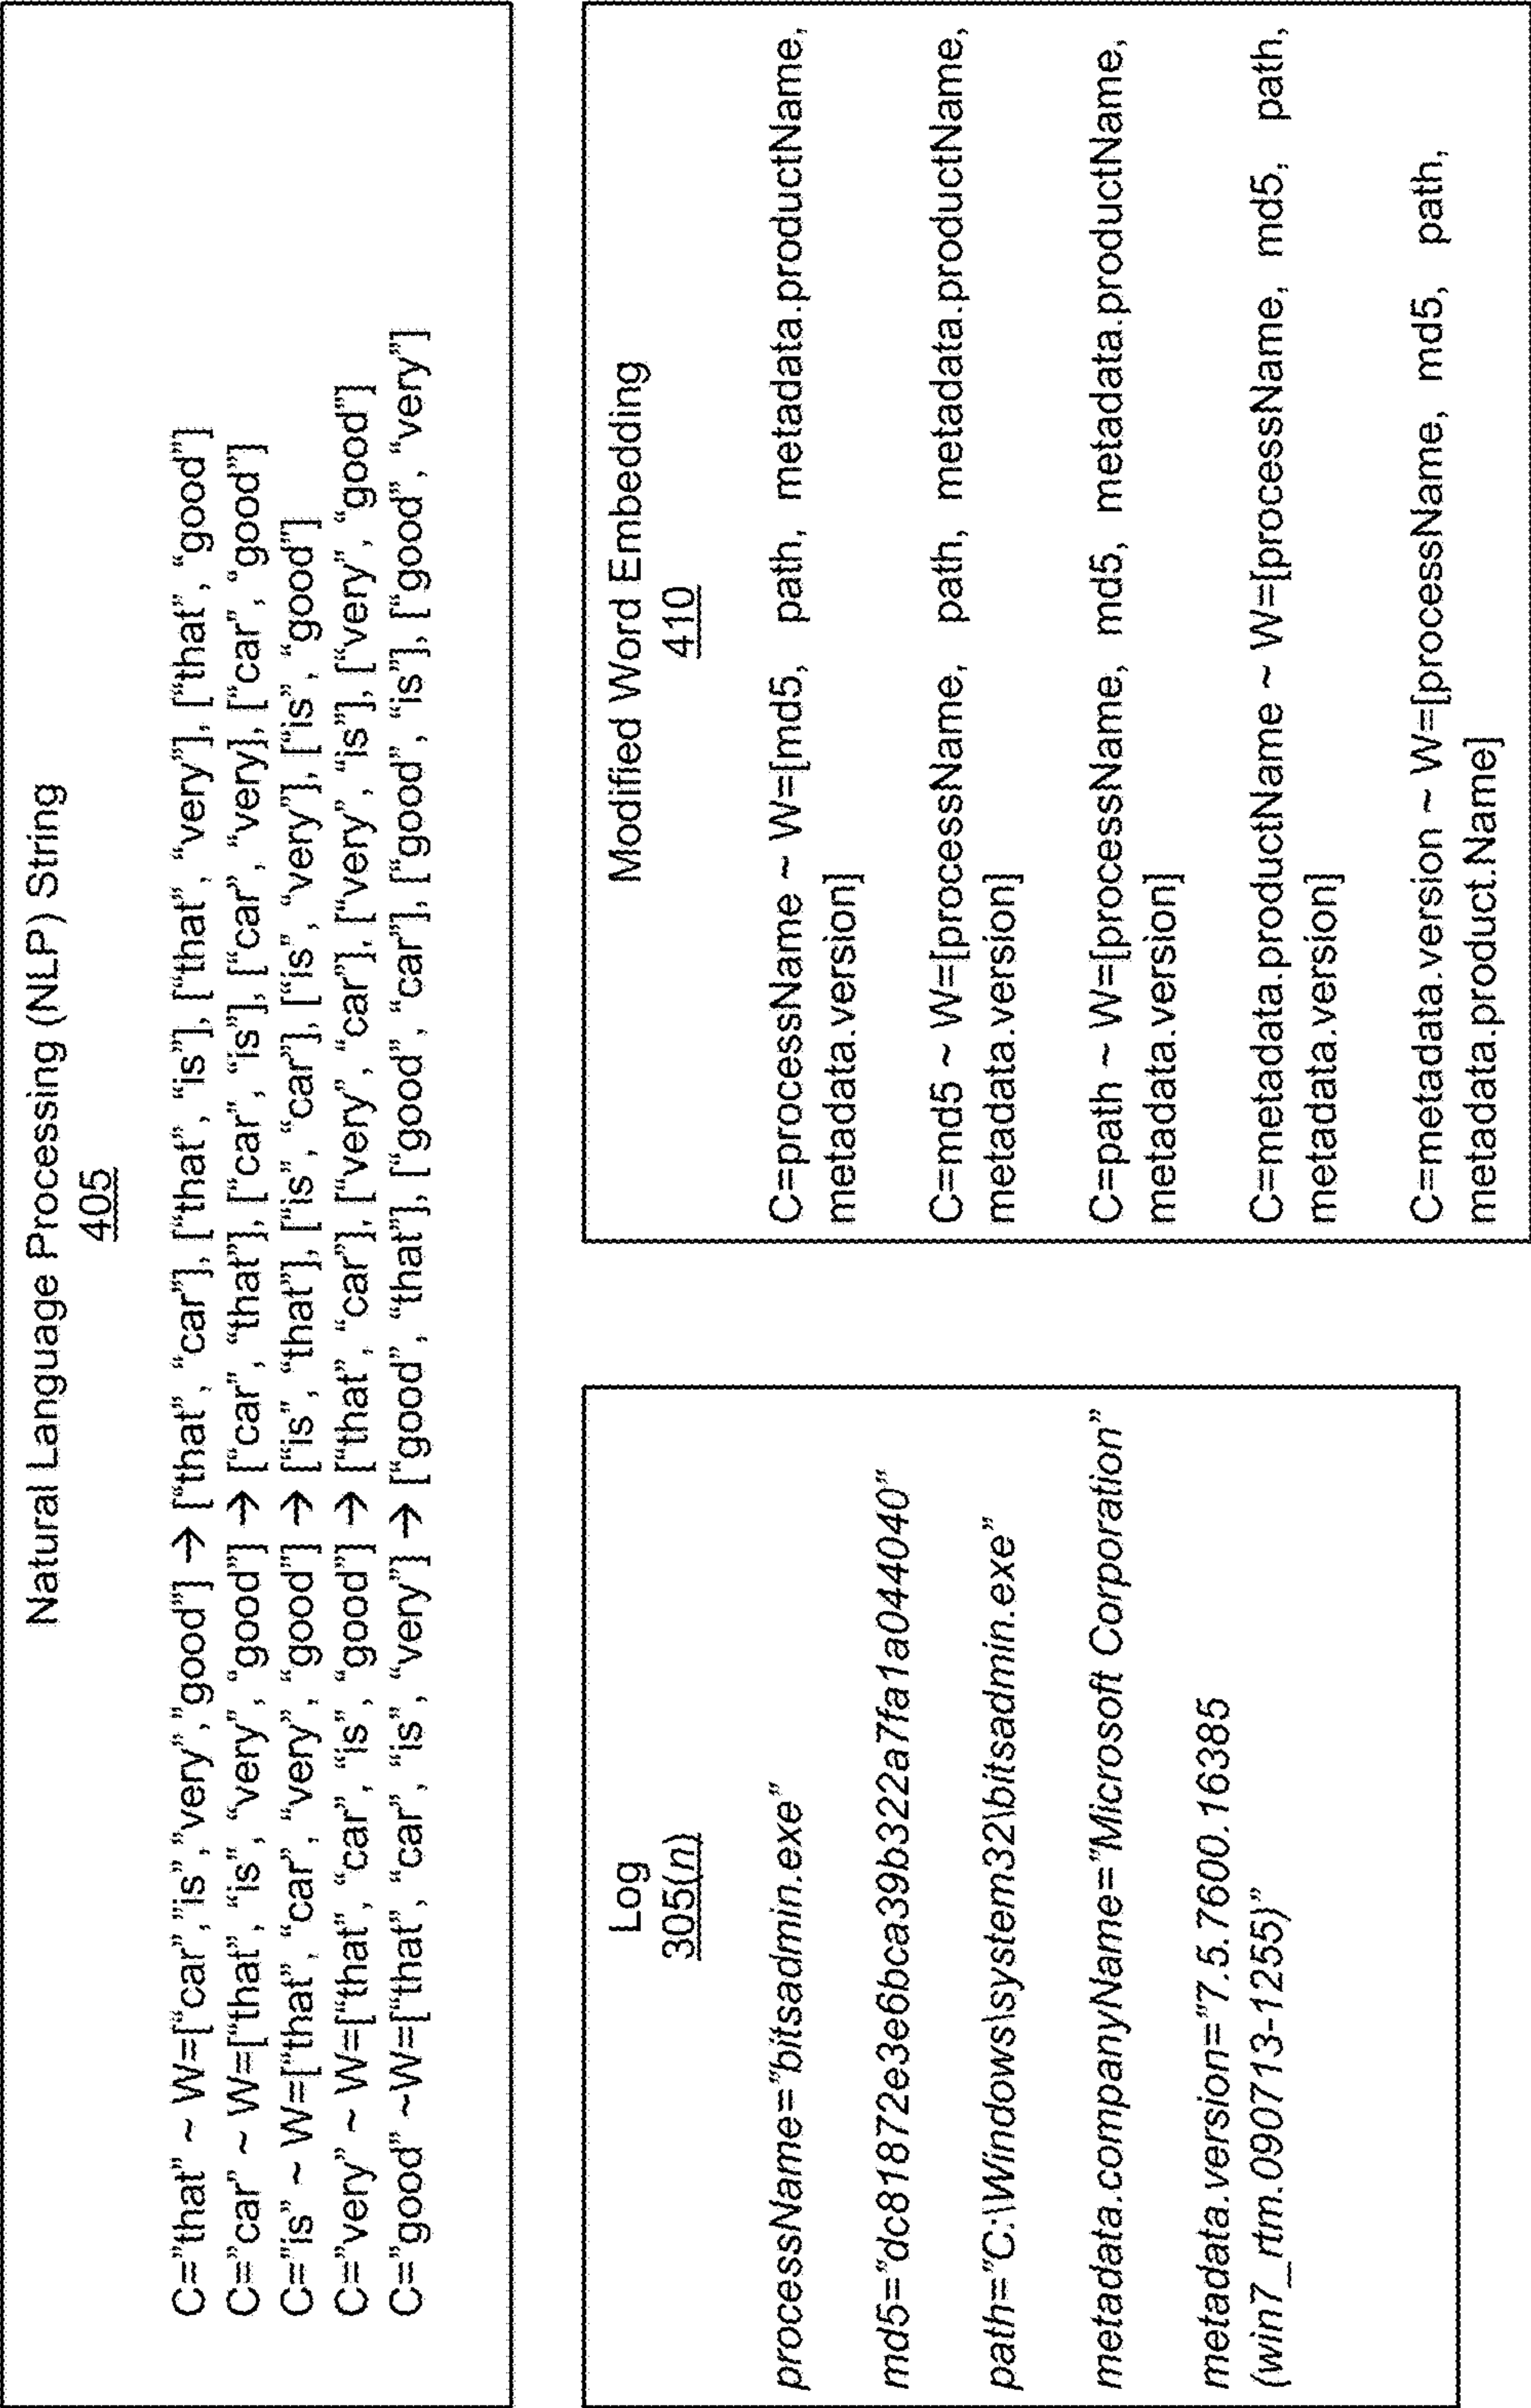 Natural Language Processing (NLP) String
405
C=”that” ~ W=[“car”,”is”,”very”,”good”] → [“that”, “car”], [“that”, “is”], [“that”, “very”], [“that”, “good”]
C=”car” ~ W=[“that”, “is”, “very”, “good”] → [“car”, “that”], [“car”, “is”], [“car”, “very], [“car”, “good”]
C=”is” ~ W=[“that”, “car”, “very”, “good”] → [“is”, “that”], [“is”, “car”], [“is”, “very”], [“is”, “good”]
C=”very” ~ W=[“that”, “car”, “is”, “good”] → [“that”, “car”], [“very”, “car”], [“very”, “is”], [“very”, “good”]
C=”good” ~W=[“that”, “car”, “is”, “very”] → [“good”, “that”], [“good”, “car”], [“good”, “is”], [“good”, “very”]
Log
305(n)
processName=”bitsadmin.exe”
md5=”dc81872e3e6bca39b322a7fa1a044040”
path=”C:\Windows\system32\bitsadmin.exe”
metadata.companyName=”Microsoft Corporation”
metadata.version=”7.5.7600.16385
(win7_rtm.090713-1255)”
Modified Word Embedding
410
C=processName ~ W=[md5, path, metadata.productName,
metadata.version]
C=md5 ~ W=[processName, path, metadata.productName,
metadata.version]
C=path ~ W=[processName, md5, metadata.productName,
metadata.version]
C=metadata.productName ~ W=[processName, md5, path,
metadata.version]
C=metadata.version ~ W=[processName, md5, path,
metadata.product.Name]